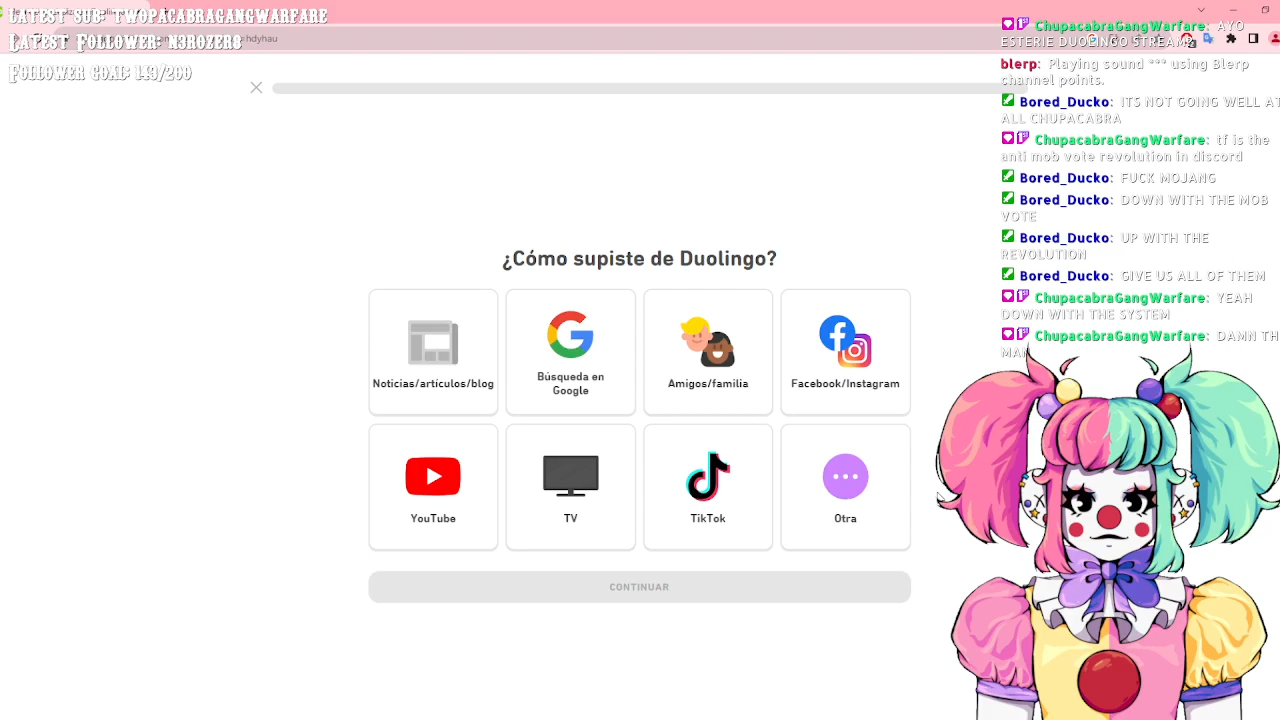 LATEST SUB: TWOPACABRAGANGWARFARE
LATEST FOLLOWER: N3ROZER8
FOLLOWER GOAL: 149/200
¿Cómo supiste de Duolingo?
Noticias/artículos/blog
Búsqueda en
Google
Amigos/familia
Facebook/Instagram
YouTube
TV
TikTok
Otra
CONTINUAR
ChupacabraGangWarfare: AYO
ESTERIE DUOLINGO STREAM
blerp: Playing sound *** using Blerp
channel points.
Bored_Ducko: ITS NOT GOING WELL AT
ALL CHUPACABRA
ChupacabraGangWarfare: tf is the
anti mob vote revolution in discord
Bored_Ducko: FUCK MOJANG
Bored_Ducko: DOWN WITH THE MOB
VOTE
Bored_Ducko: UP WITH THE
REVOLUTION
Bored_Ducko: GIVE US ALL OF THEM
ChupacabraGangWarfare: YEAH
DOWN WITH THE SYSTEM
ChupacabraGangWarfare: DAMN TH
MAN